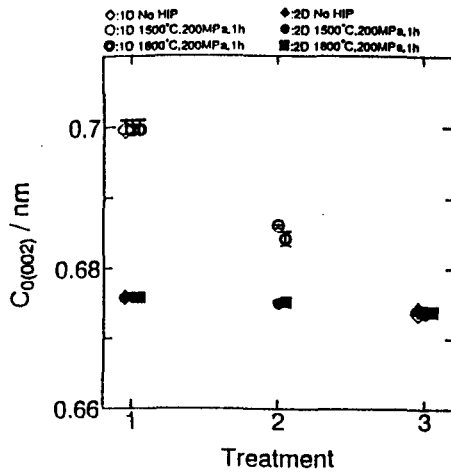 ◇:1D No HIP ◆:2D No HIP
○:1D 1500°C,200MPa,1h ●:2D 1500°C,200MPa,1h
○:1D 1800°C,200MPa,1h ■:2D 1800°C,200MPa,1h
0.7
0.68
0.66
C0(002) / nm
1 2 3
Treatment